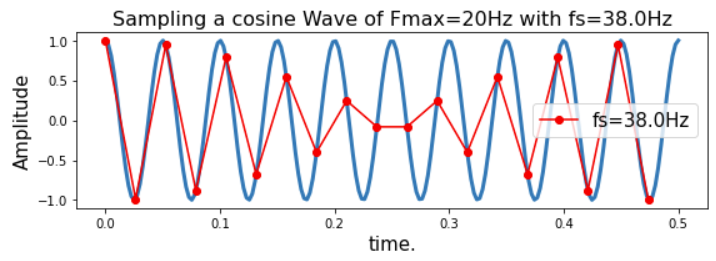 Sampling a cosine Wave of Fmax=20Hz with fs=38.0Hz
1.0
0.5
0.0
−0.5
−1.0
Amplitude
fs=38.0Hz
0.0 0.1 0.2 0.3 0.4 0.5
time.